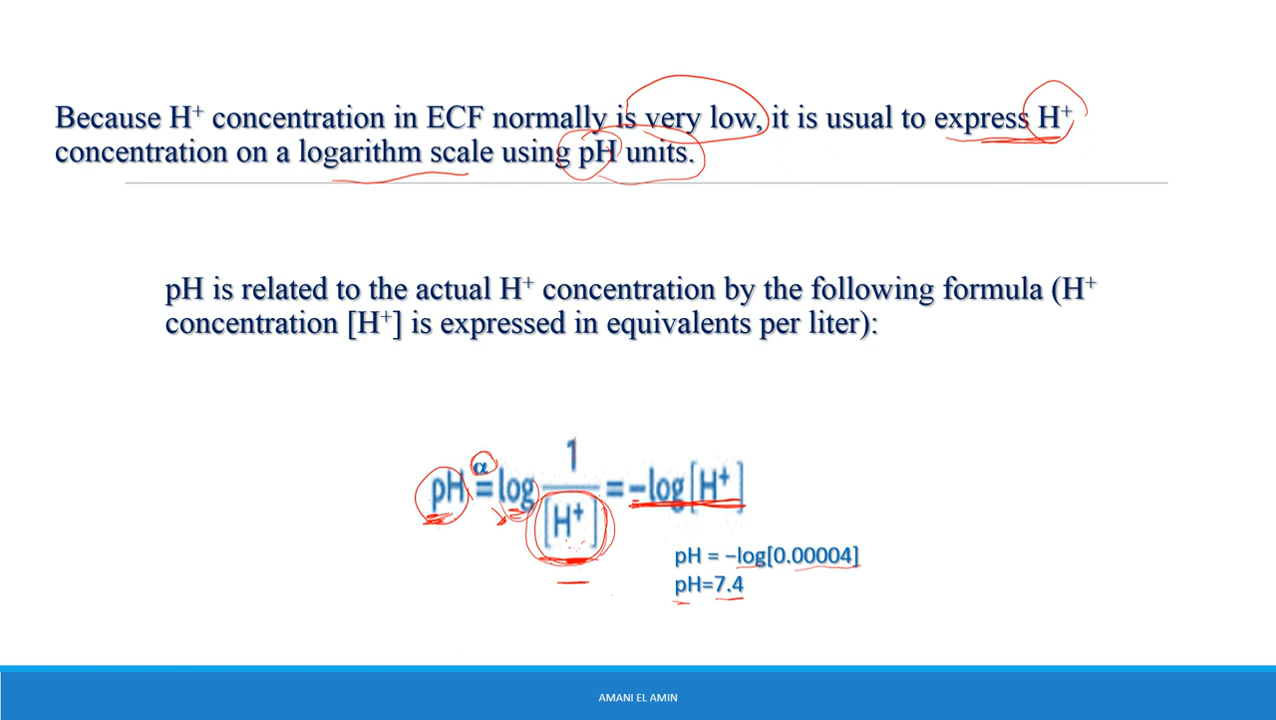 Because H⁺ concentration in ECF normally is very low, it is usual to express H⁺
concentration on a logarithm scale using pH units.
pH is related to the actual H⁺ concentration by the following formula (H⁺
concentration [H⁺] is expressed in equivalents per liter):
α
pH = log 1/[H⁺] = −log[H⁺]
pH = −log[0.00004]
pH=7.4
AMANI EL AMIN